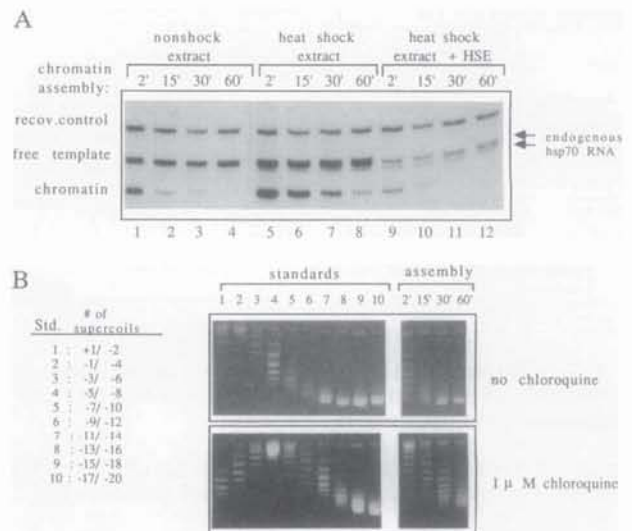 A
nonshock extract
heat shock extract
heat shock extract + HSE
chromatin assembly:
2' 15' 30' 60' 2' 15' 30' 60' 2' 15' 30' 60'
recov.control
free template
chromatin
endogenous hsp70 RNA
1 2 3 4 5 6 7 8 9 10 11 12
B
standards
assembly
1 2 3 4 5 6 7 8 9 10
2' 15' 30' 60'
Std. # of supercoils
1 : +1/ -2
2 : -1/ -4
3 : -3/ -6
4 : -5/ -8
5 : -7/ -10
6 : -9/ -12
7 : 11/ -14
8 : -13/ -16
9 : -15/ -18
10 : -17/ -20
no chloroquine
1 μ M chloroquine